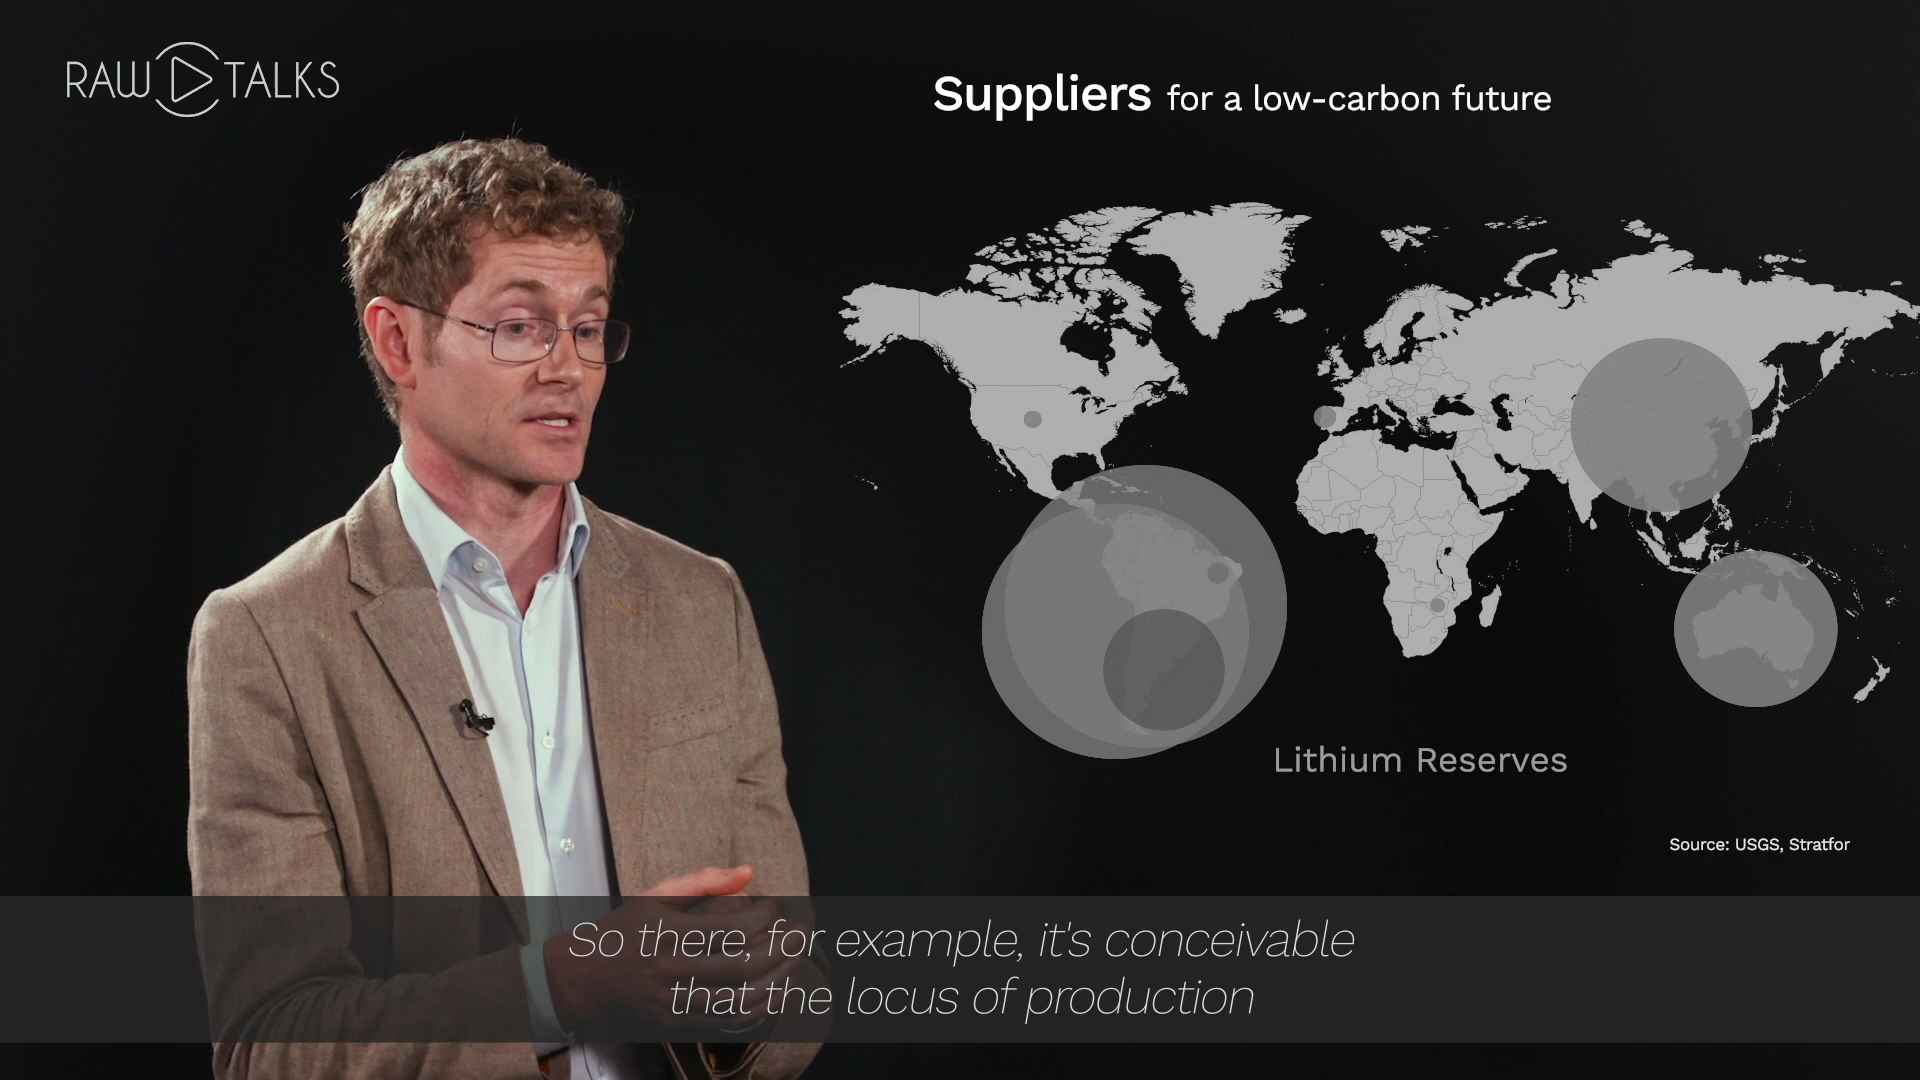 RAW TALKS
Suppliers for a low-carbon future
Lithium Reserves
Source: USGS, Stratfor
So there, for example, it's conceivable
that the locus of production